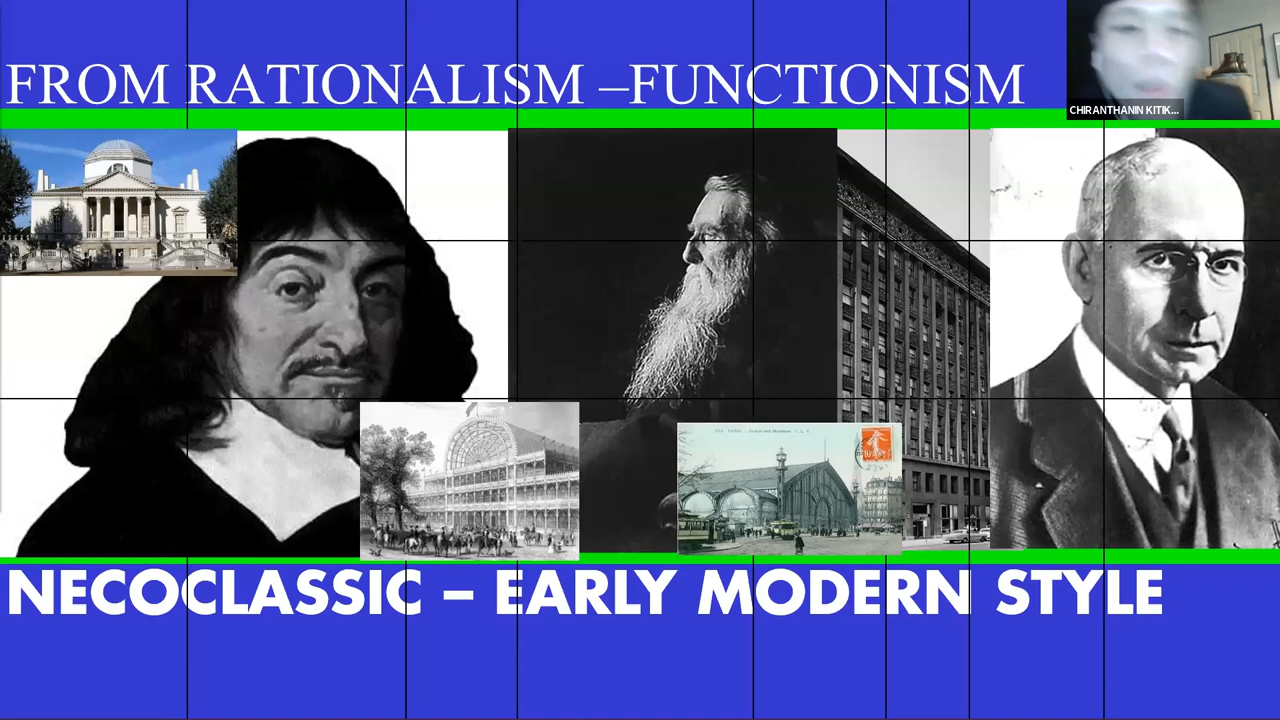 FROM RATIONALISM –FUNCTIONISM
CHIRANTHANIN KITIK...
NECOCLASSIC – EARLY MODERN STYLE